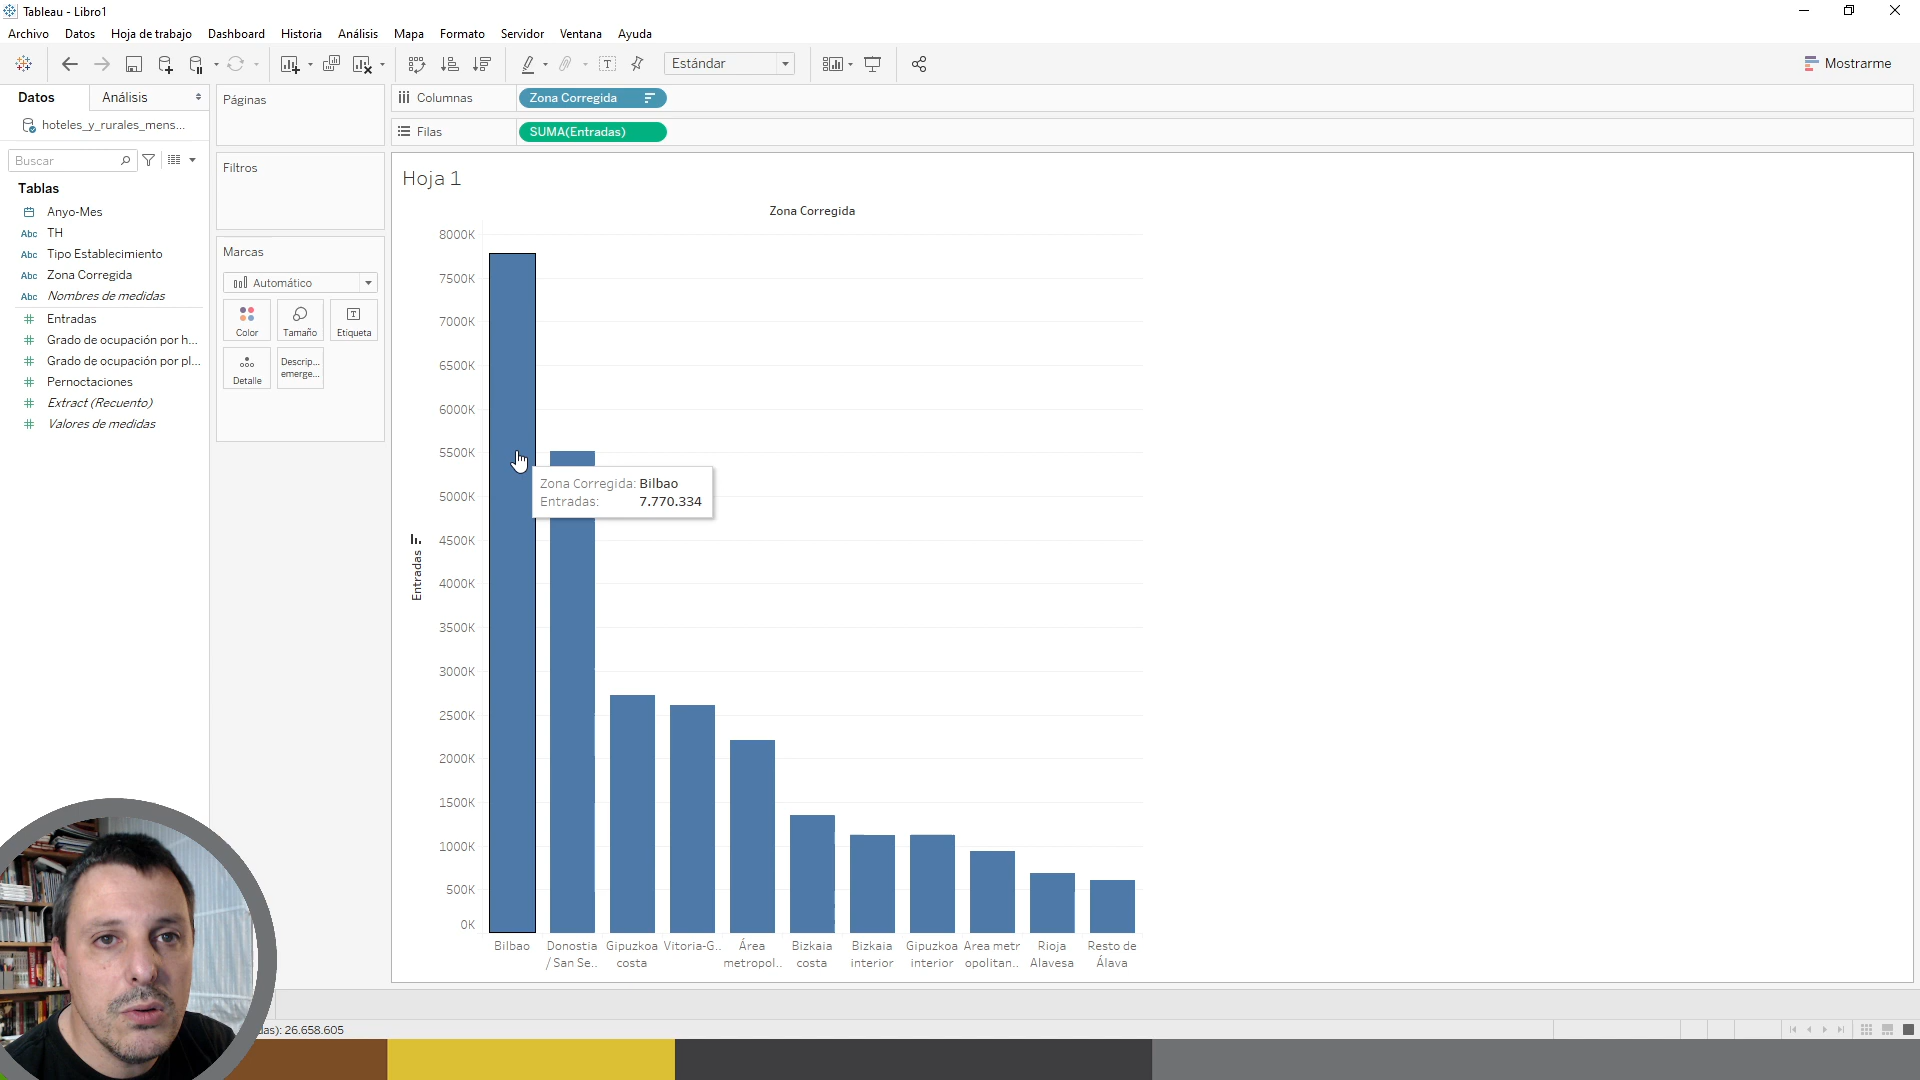 Tableau - Libro1
Archivo Datos Hoja de trabajo Dashboard Historia Análisis Mapa Formato Servidor Ventana Ayuda
Estándar
Mostrarme
Datos Análisis
hoteles_y_rurales_mens...
Buscar
Tablas
Anyo-Mes
Abc TH
Abc Tipo Establecimiento
Abc Zona Corregida
Abc Nombres de medidas
Entradas
Grado de ocupación por h...
Grado de ocupación por pl...
Pernoctaciones
Extract (Recuento)
Valores de medidas
Páginas
Filtros
Marcas
Automático
Color Tamaño Etiqueta
Detalle
Descrip...
emerge...
Columnas Zona Corregida
Filas SUMA(Entradas)
Hoja 1
Zona Corregida
8000K
7500K
7000K
6500K
6000K
5500K
5000K
4500K
4000K
3500K
3000K
2500K
2000K
1500K
1000K
500K
0K
Entradas
Zona Corregida: Bilbao
Entradas: 7.770.334
Bilbao
Donostia
/ San Se..
Gipuzkoa
costa
Vitoria-G..
Área
metropol..
Bizkaia
costa
Bizkaia
interior
Gipuzkoa
interior
Area metr
opolitan..
Rioja
Alavesa
Resto de
Álava
das): 26.658.605